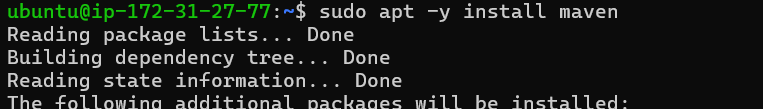 ubuntu@ip-172-31-27-77:~$ sudo apt -y install maven
Reading package lists... Done
Building dependency tree... Done
Reading state information... Done
The following additional packages will be installed: